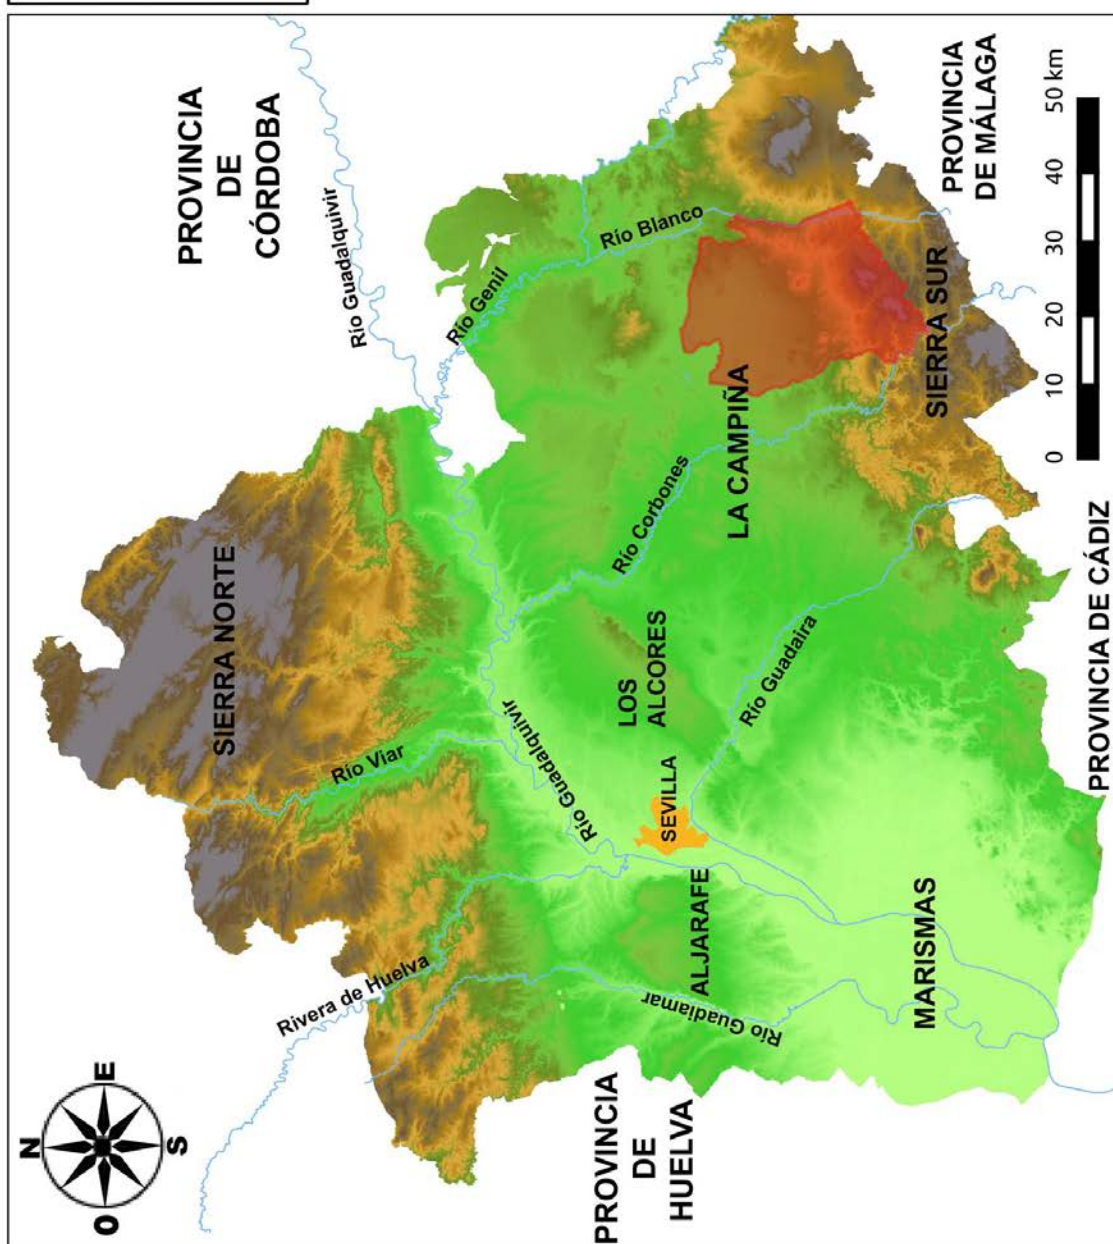 N
O
E
S
PROVINCIA
DE
CÓRDOBA
Río Guadalquivir
SIERRA NORTE
Río Viar
Rivera de Huelva
Río Genil
Río Blanco
Río Guadalquivir
Río Corbones
LOS
ALCORES
SEVILLA
ALJARAFE
Río Guadiamar
Río Guadaira
LA CAMPIÑA
PROVINCIA
DE
HUELVA
MARISMAS
SIERRA SUR
PROVINCIA
DE MÁLAGA
PROVINCIA DE CÁDIZ
0 10 20 30 40 50 km